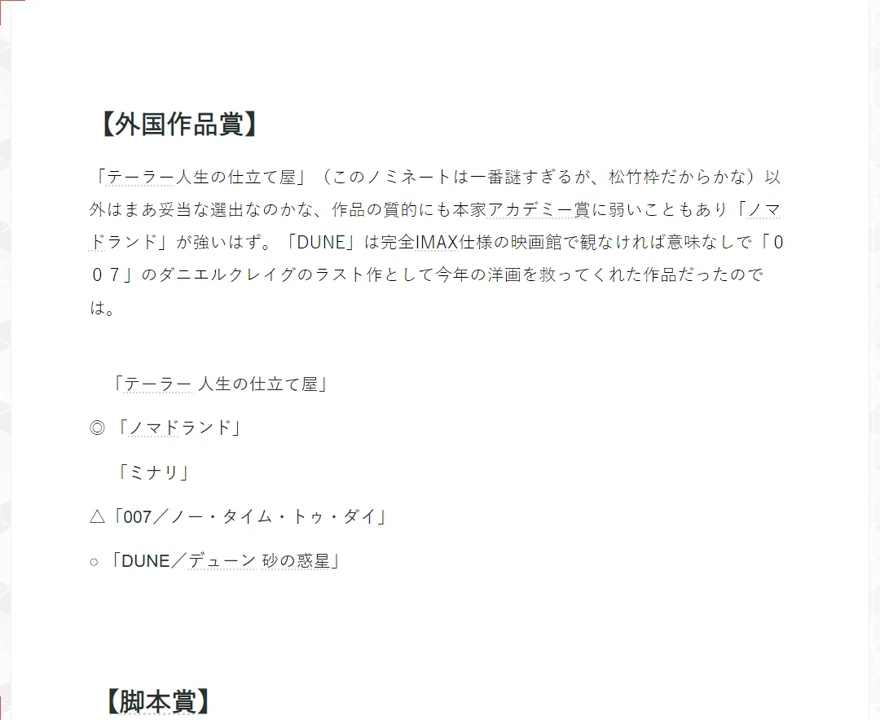 【外国作品賞】
「テーラー人生の仕立て屋」（このノミネートは一番謎すぎるが、松竹枠だからかな）以
外はまあ妥当な選出なのかな、作品の質的にも本家アカデミー賞に弱いこともあり「ノマ
ドランド」が強いはず。「DUNE」は完全IMAX仕様の映画館で観なければ意味なしで「０
０７」のダニエルクレイグのラスト作として今年の洋画を救ってくれた作品だったので
は。
「テーラー 人生の仕立て屋」
◎ 「ノマドランド」
「ミナリ」
△「007／ノー・タイム・トゥ・ダイ」
○ 「DUNE／デューン 砂の惑星」
【脚本賞】